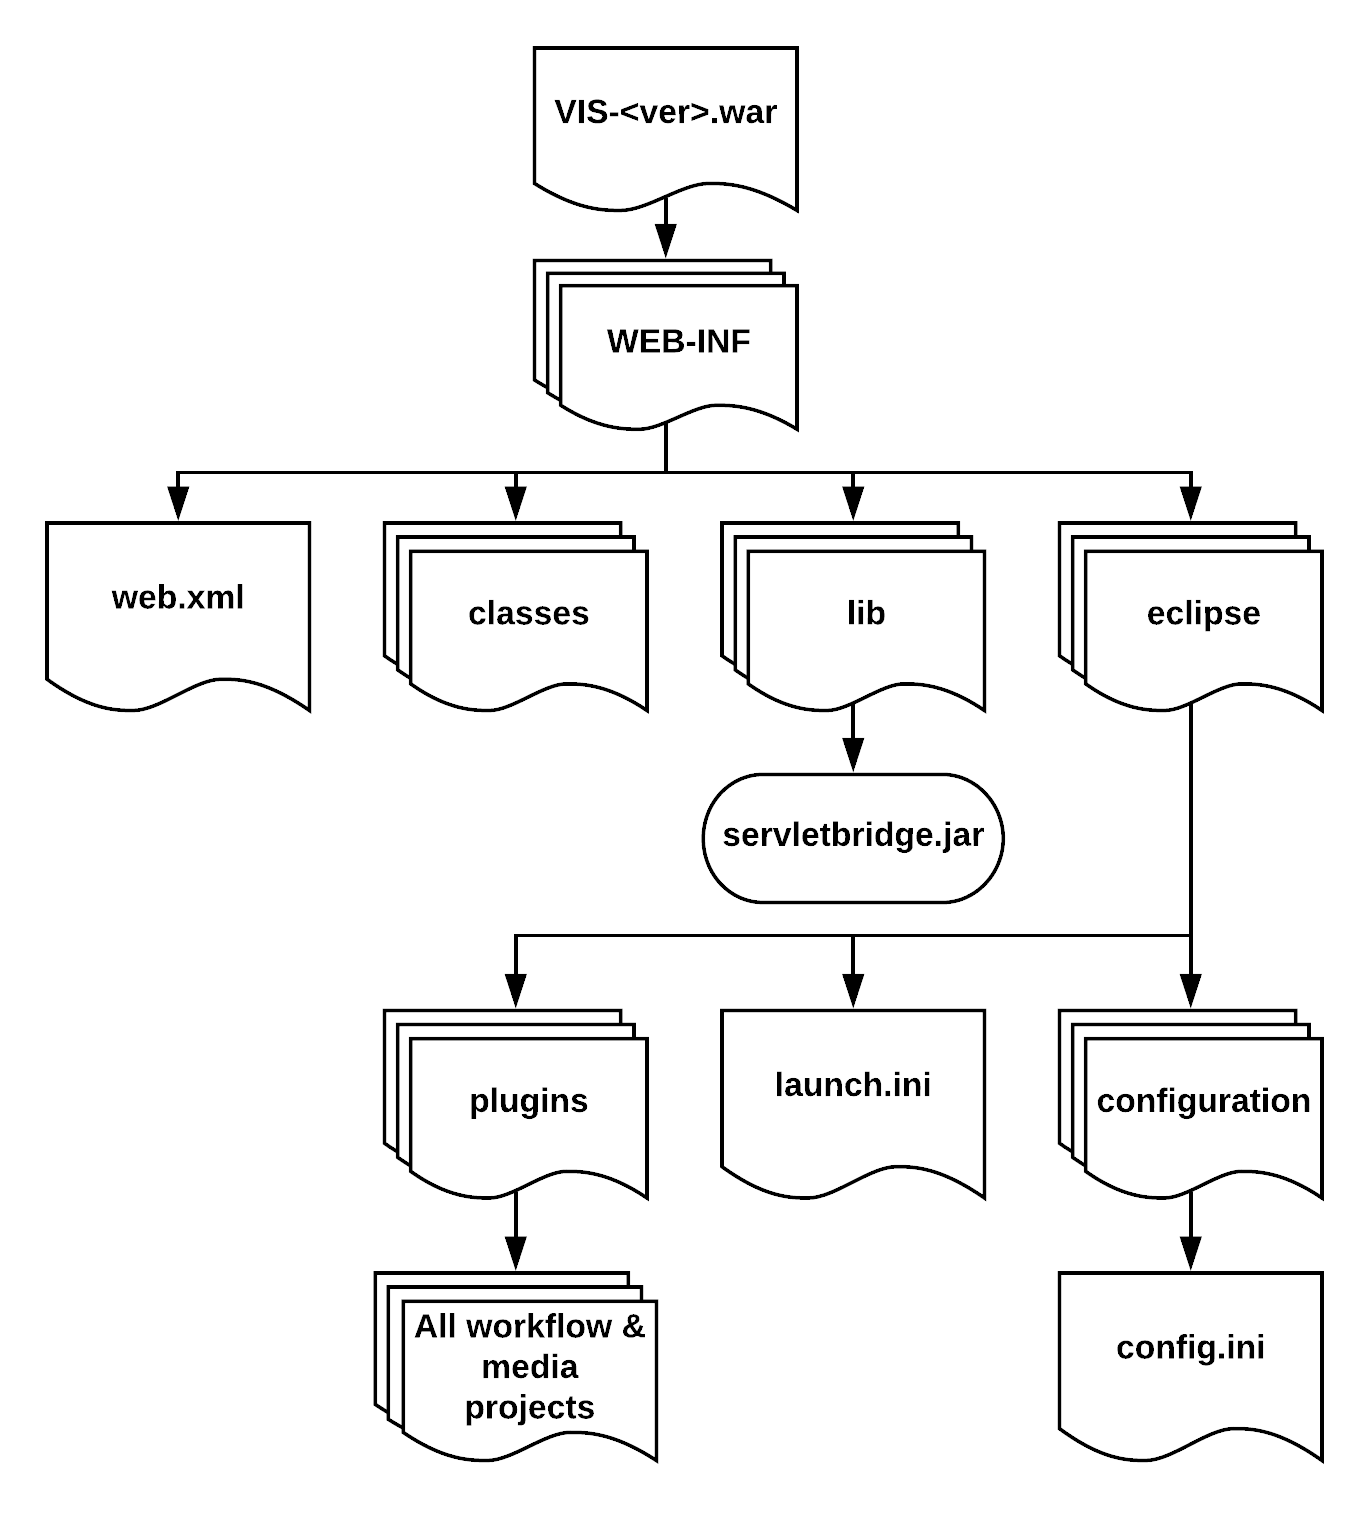 VIS-<ver>.war
WEB-INF
web.xml
classes
lib
eclipse
servletbridge.jar
plugins
launch.ini
configuration
All workflow &
media
projects
config.ini